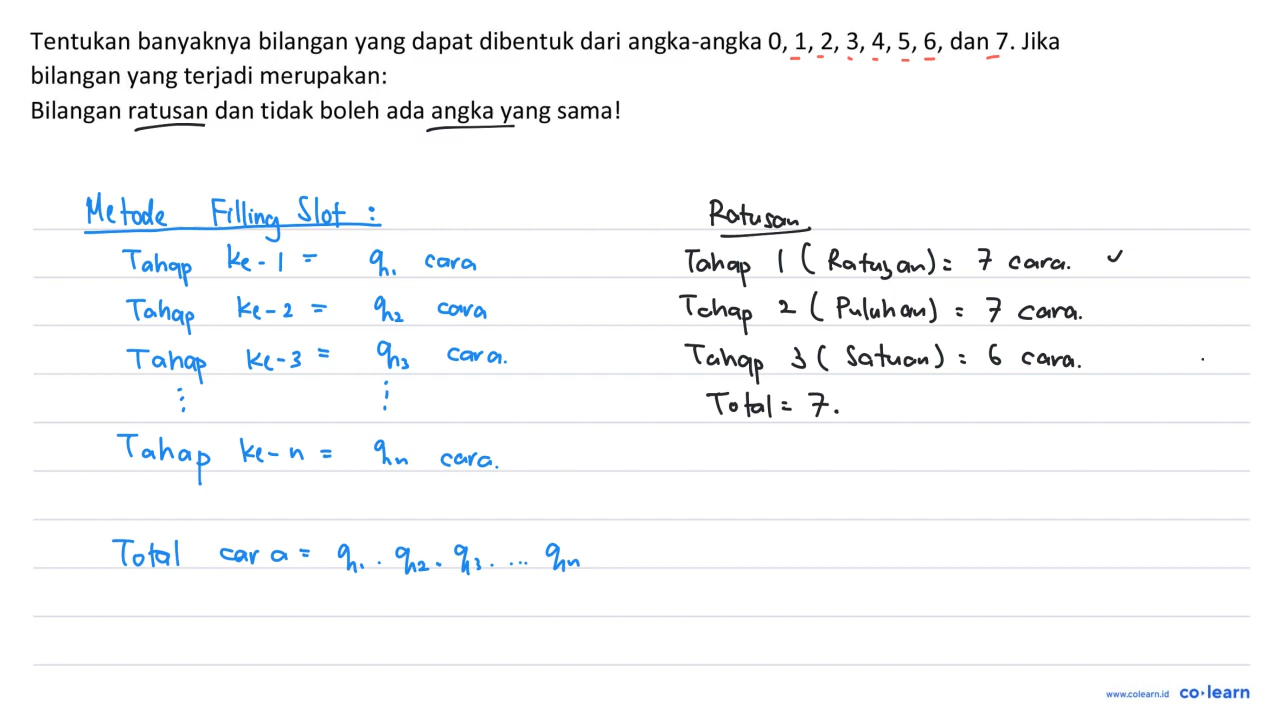 Tentukan banyaknya bilangan yang dapat dibentuk dari angka-angka 0, 1, 2, 3, 4, 5, 6, dan 7. Jika
bilangan yang terjadi merupakan:
Bilangan ratusan dan tidak boleh ada angka yang sama!
Metode Filling Slot :
Tahap ke-1 = q₁ cara
Tahap ke-2 = q₂ cara
Tahap ke-3 = q₃ cara.
⋮ ⋮
Tahap ke-n = qₙ cara.
Total cara = q₁ . q₂ . q₃ . ... qₙ
Ratusan
Tahap 1 (Ratusan) = 7 cara. ✓
Tahap 2 (Puluhan) = 7 cara.
Tahap 3 (Satuan) = 6 cara.
Total = 7.
www.colearn.id co·learn